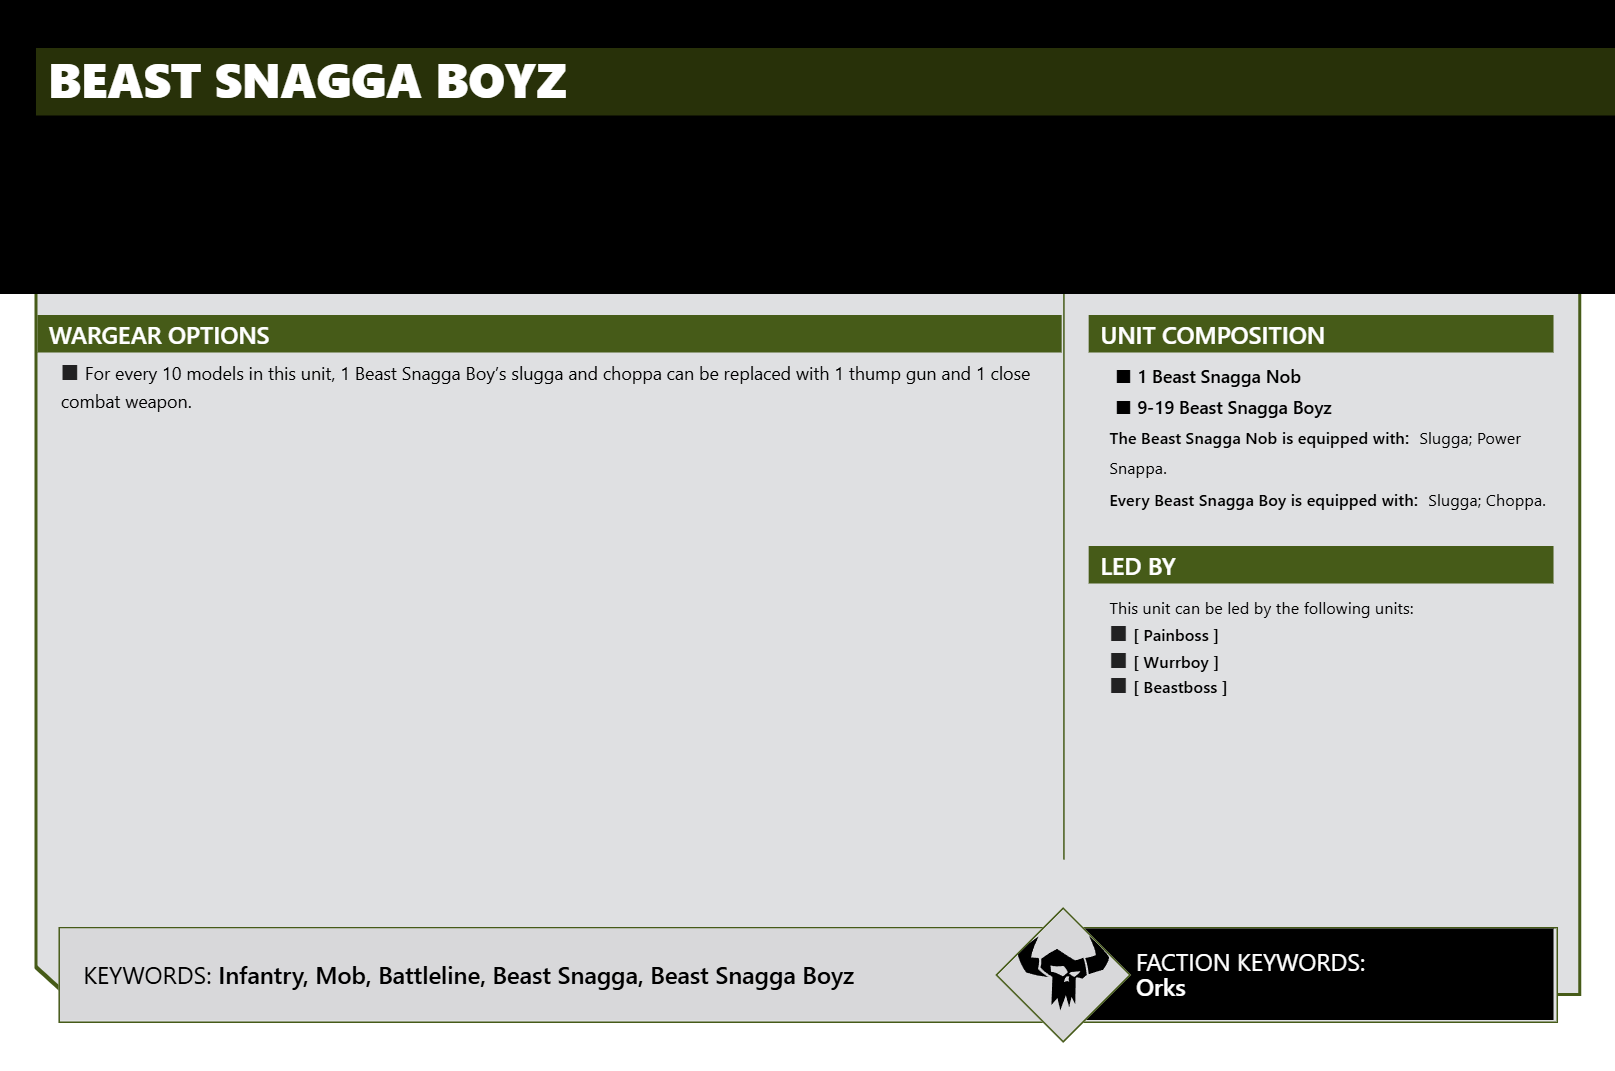 BEAST SNAGGA BOYZ
WARGEAR OPTIONS
■ For every 10 models in this unit, 1 Beast Snagga Boy’s slugga and choppa can be replaced with 1 thump gun and 1 close
combat weapon.
UNIT COMPOSITION
■ 1 Beast Snagga Nob
■ 9-19 Beast Snagga Boyz
The Beast Snagga Nob is equipped with: Slugga; Power
Snappa.
Every Beast Snagga Boy is equipped with: Slugga; Choppa.
LED BY
This unit can be led by the following units:
■ [ Painboss ]
■ [ Wurrboy ]
■ [ Beastboss ]
KEYWORDS: Infantry, Mob, Battleline, Beast Snagga, Beast Snagga Boyz
FACTION KEYWORDS:
Orks